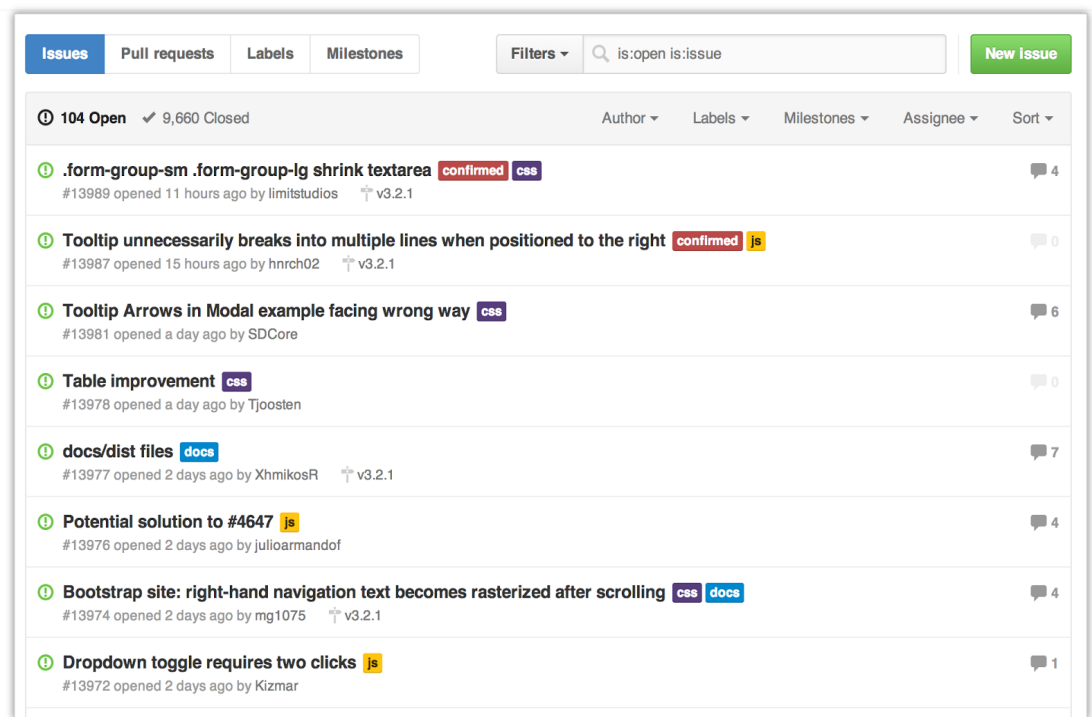 Issues Pull requests Labels Milestones Filters is:open is:issue New Issue
104 Open 9,660 Closed Author Labels Milestones Assignee Sort
.form-group-sm .form-group-lg shrink textarea confirmed css 4
#13989 opened 11 hours ago by limitstudios v3.2.1
Tooltip unnecessarily breaks into multiple lines when positioned to the right confirmed js 0
#13987 opened 15 hours ago by hnrch02 v3.2.1
Tooltip Arrows in Modal example facing wrong way css 6
#13981 opened a day ago by SDCore
Table improvement css 0
#13978 opened a day ago by Tjoosten
docs/dist files docs 7
#13977 opened 2 days ago by XhmikosR v3.2.1
Potential solution to #4647 js 4
#13976 opened 2 days ago by julioarmandof
Bootstrap site: right-hand navigation text becomes rasterized after scrolling css docs 4
#13974 opened 2 days ago by mg1075 v3.2.1
Dropdown toggle requires two clicks js 1
#13972 opened 2 days ago by Kizmar